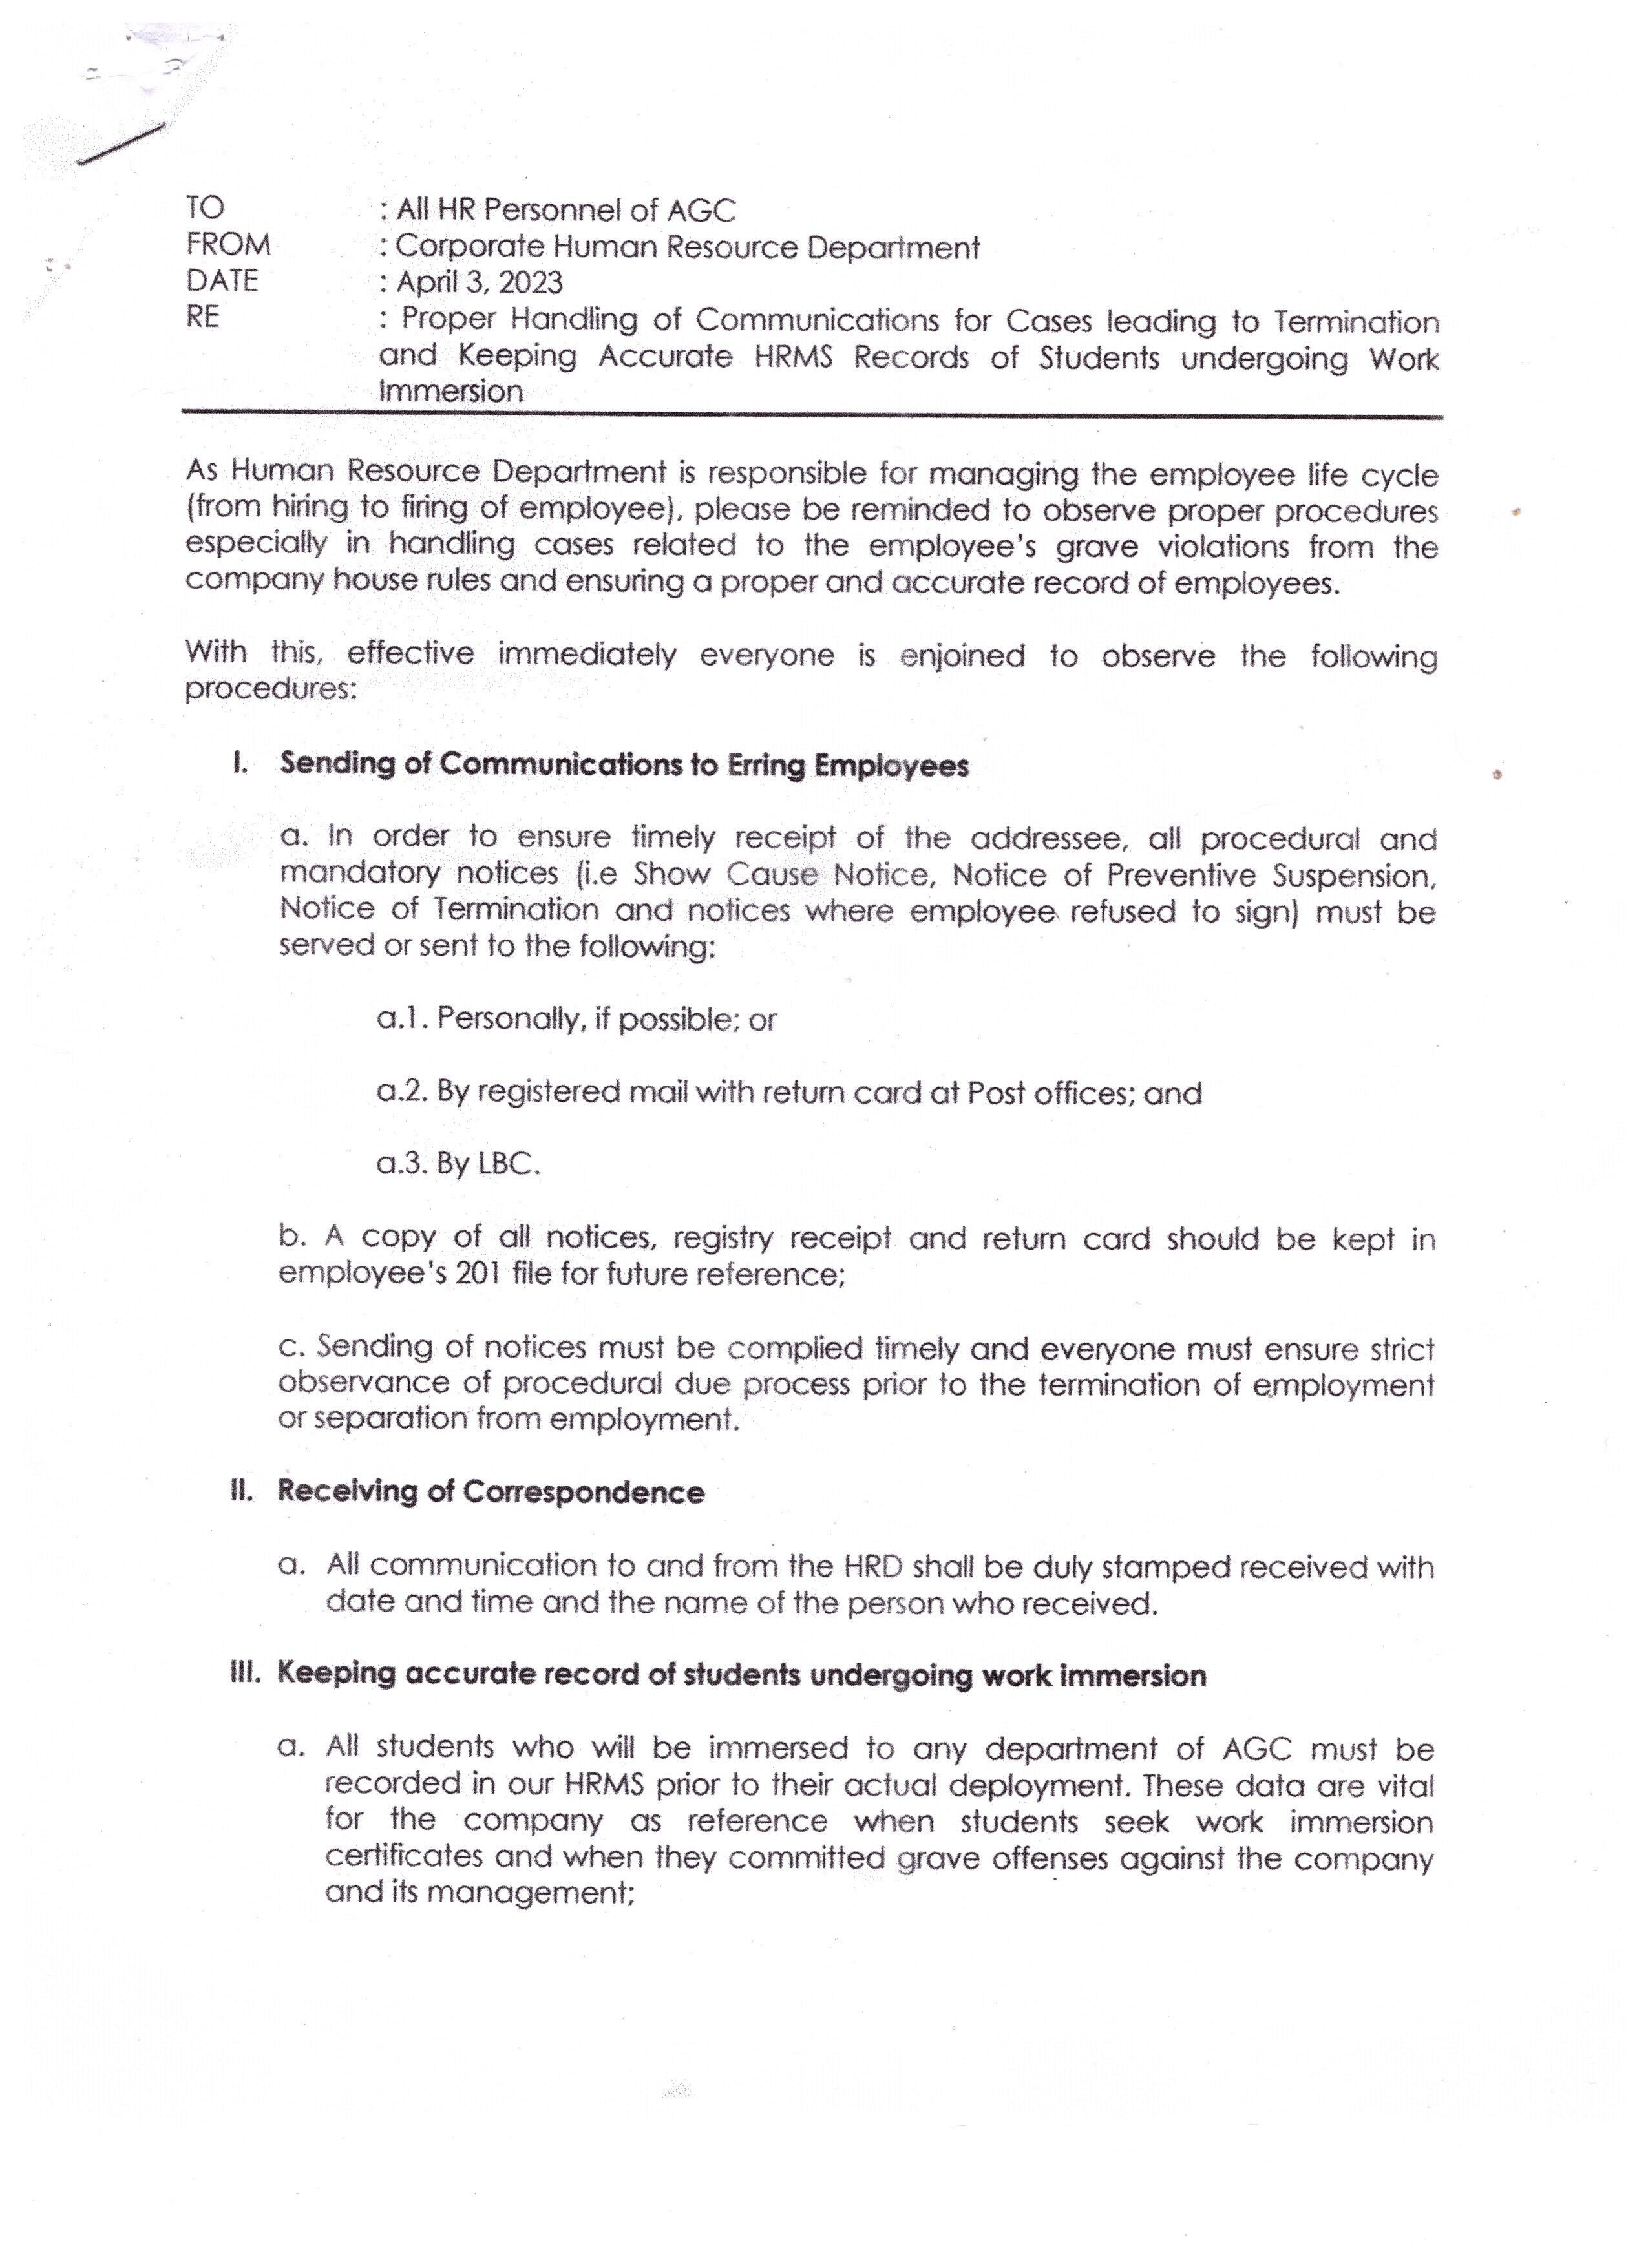 TO : All HR Personnel of AGC
FROM : Corporate Human Resource Department
DATE : April 3, 2023
RE : Proper Handling of Communications for Cases leading to Termination
and Keeping Accurate HRMS Records of Students undergoing Work
Immersion
As Human Resource Department is responsible for managing the employee life cycle
(from hiring to firing of employee), please be reminded to observe proper procedures
especially in handling cases related to the employee's grave violations from the
company house rules and ensuring a proper and accurate record of employees.
With this, effective immediately everyone is enjoined to observe the following
procedures:
I. Sending of Communications to Erring Employees
a. In order to ensure timely receipt of the addressee, all procedural and
mandatory notices (i.e Show Cause Notice, Notice of Preventive Suspension,
Notice of Termination and notices where employee refused to sign) must be
served or sent to the following:
a.1. Personally, if possible; or
a.2. By registered mail with return card at Post offices; and
a.3. By LBC.
b. A copy of all notices, registry receipt and return card should be kept in
employee's 201 file for future reference;
c. Sending of notices must be complied timely and everyone must ensure strict
observance of procedural due process prior to the termination of employment
or separation from employment.
II. Receiving of Correspondence
a. All communication to and from the HRD shall be duly stamped received with
date and time and the name of the person who received.
III. Keeping accurate record of students undergoing work immersion
a. All students who will be immersed to any department of AGC must be
recorded in our HRMS prior to their actual deployment. These data are vital
for the company as reference when students seek work immersion
certificates and when they committed grave offenses against the company
and its management;